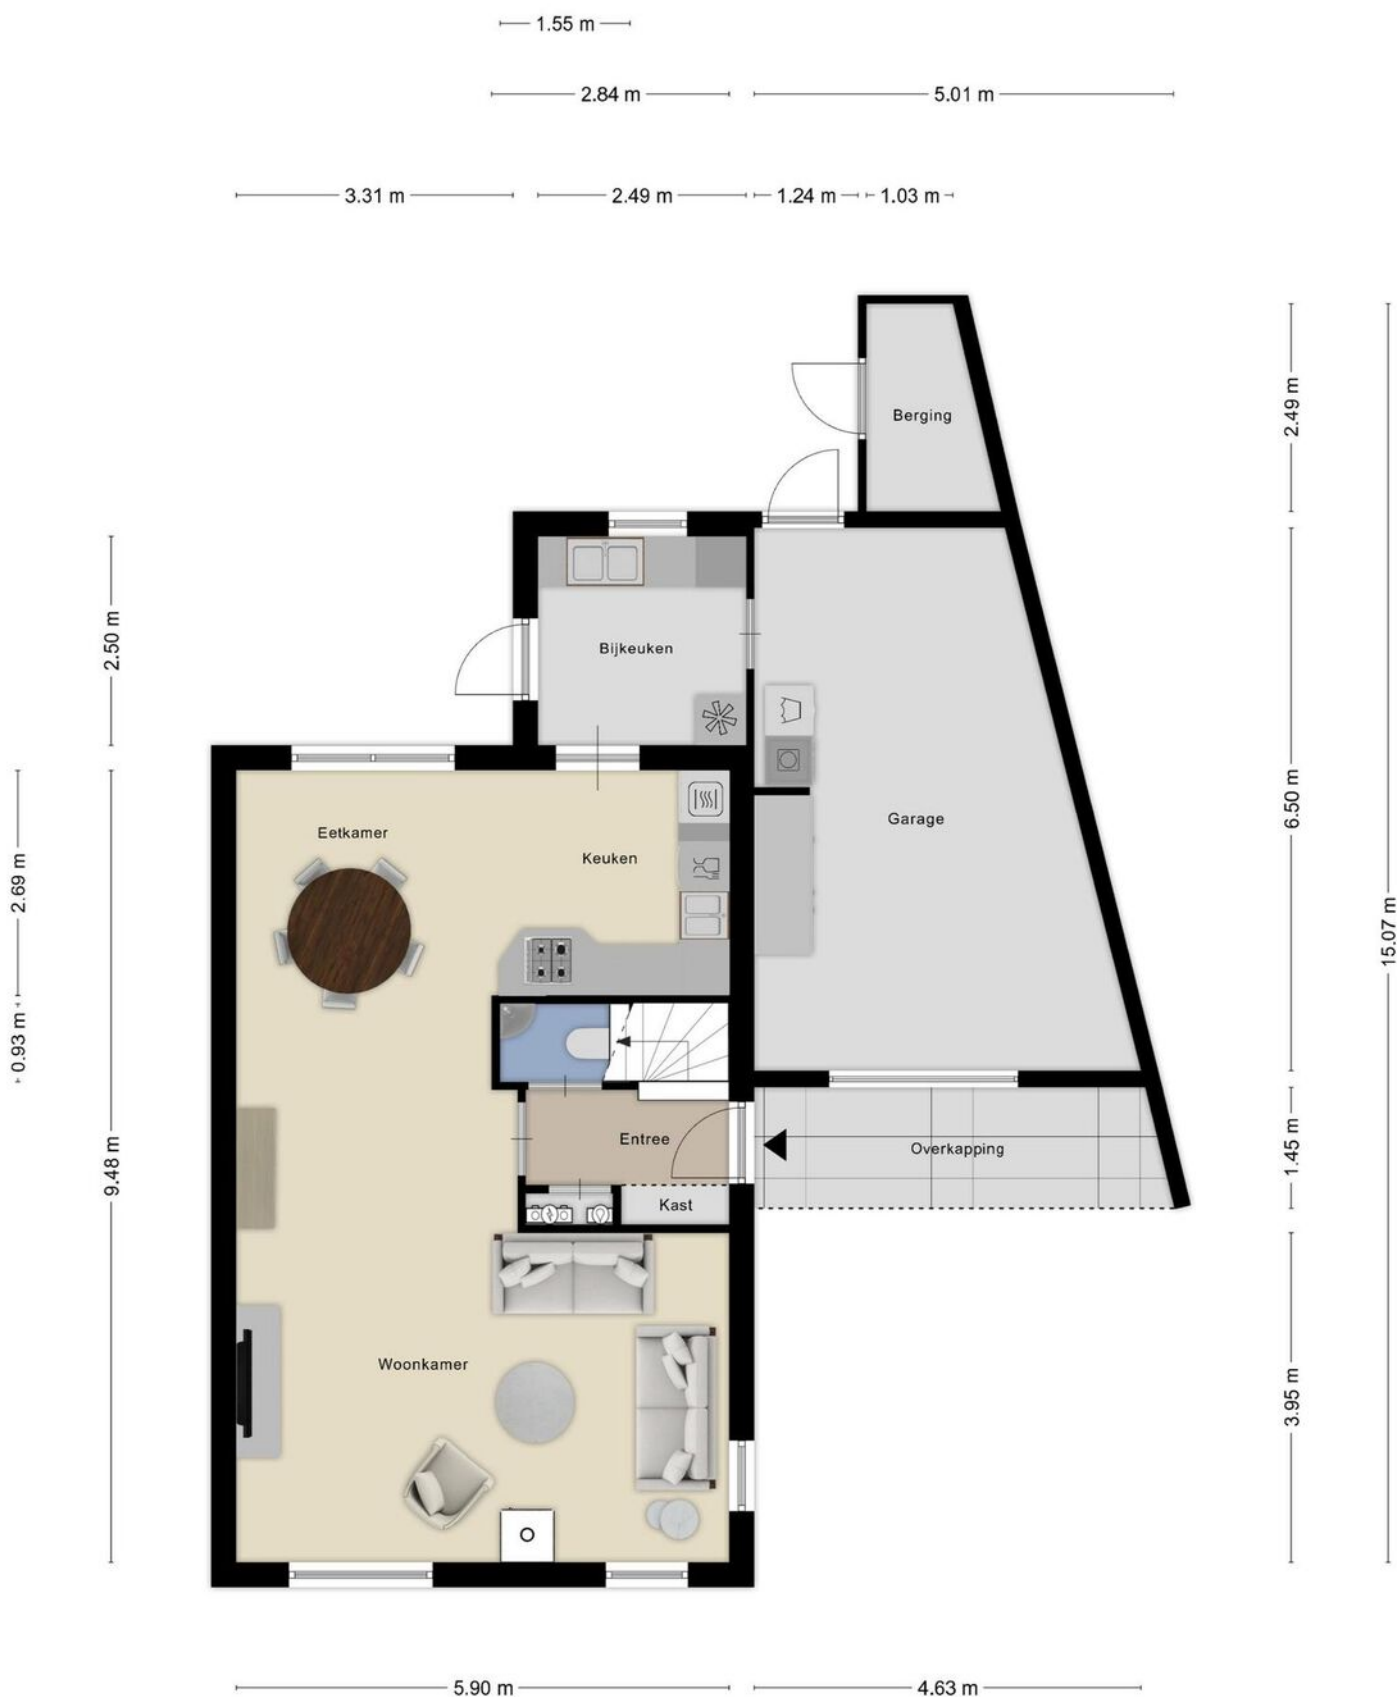 1.55 m
2.84 m
5.01 m
3.31 m
2.49 m
1.24 m
1.03 m
2.49 m
Berging
2.50 m
Bijkeuken
6.50 m
Garage
Eetkamer
Keuken
2.69 m
15.07 m
0.93 m
Entree
Overkapping
1.45 m
9.48 m
Kast
Woonkamer
3.95 m
5.90 m
4.63 m